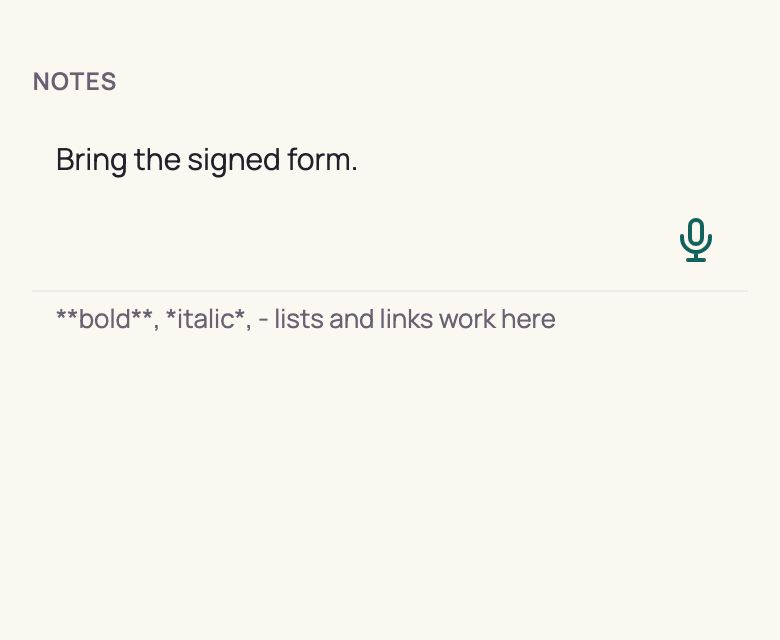 NOTES
Bring the signed form.
**bold**, *italic*, - lists and links work here